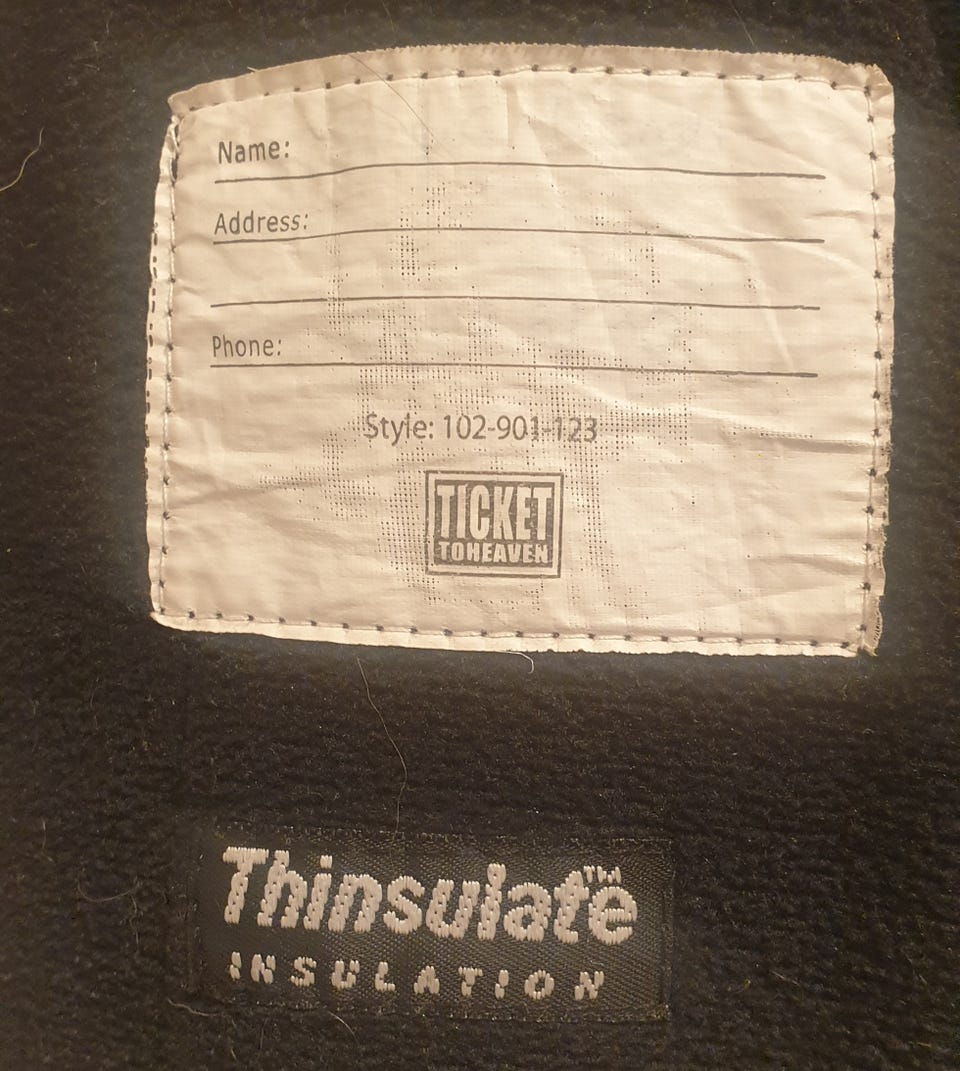 Name:
Address:
Phone:
Style: 102-901-123
TICKET
TOHEAVEN
Thinsulate™
INSULATION